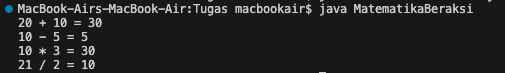 MacBook-Airs-MacBook-Air:Tugas macbookair$ java MatematikaBeraksi
20 + 10 = 30
10 - 5 = 5
10 * 3 = 30
21 / 2 = 10